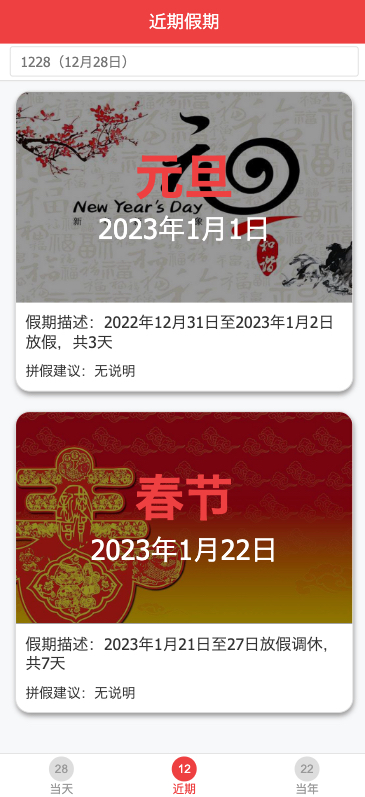 近期假期
1228（12月28日）
元旦
New Year's Day
2023年1月1日
和谐
假期描述：2022年12月31日至2023年1月2日
放假，共3天
拼假建议：无说明
春节
2023年1月22日
假期描述：2023年1月21日至27日放假调休，
共7天
拼假建议：无说明
28
当天
12
近期
22
当年